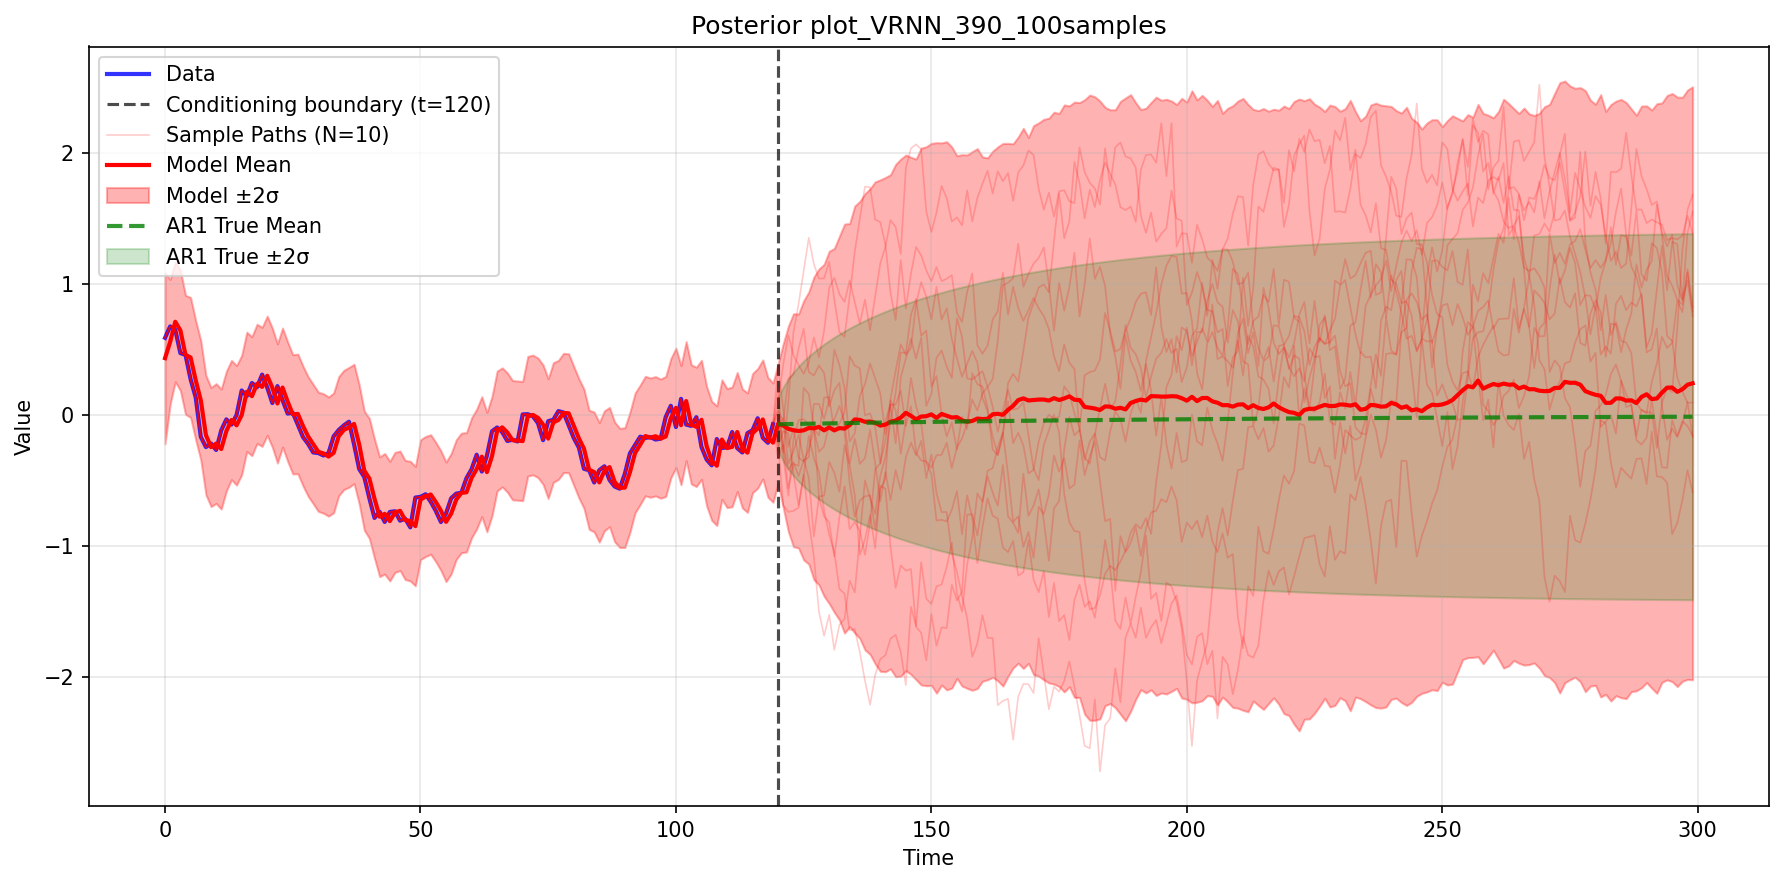 Posterior plot_VRNN_390_100samples
Data
Conditioning boundary (t=120)
Sample Paths (N=10)
Model Mean
Model ±2σ
AR1 True Mean
AR1 True ±2σ
Value
2
1
0
−1
−2
0 50 100 150 200 250 300
Time